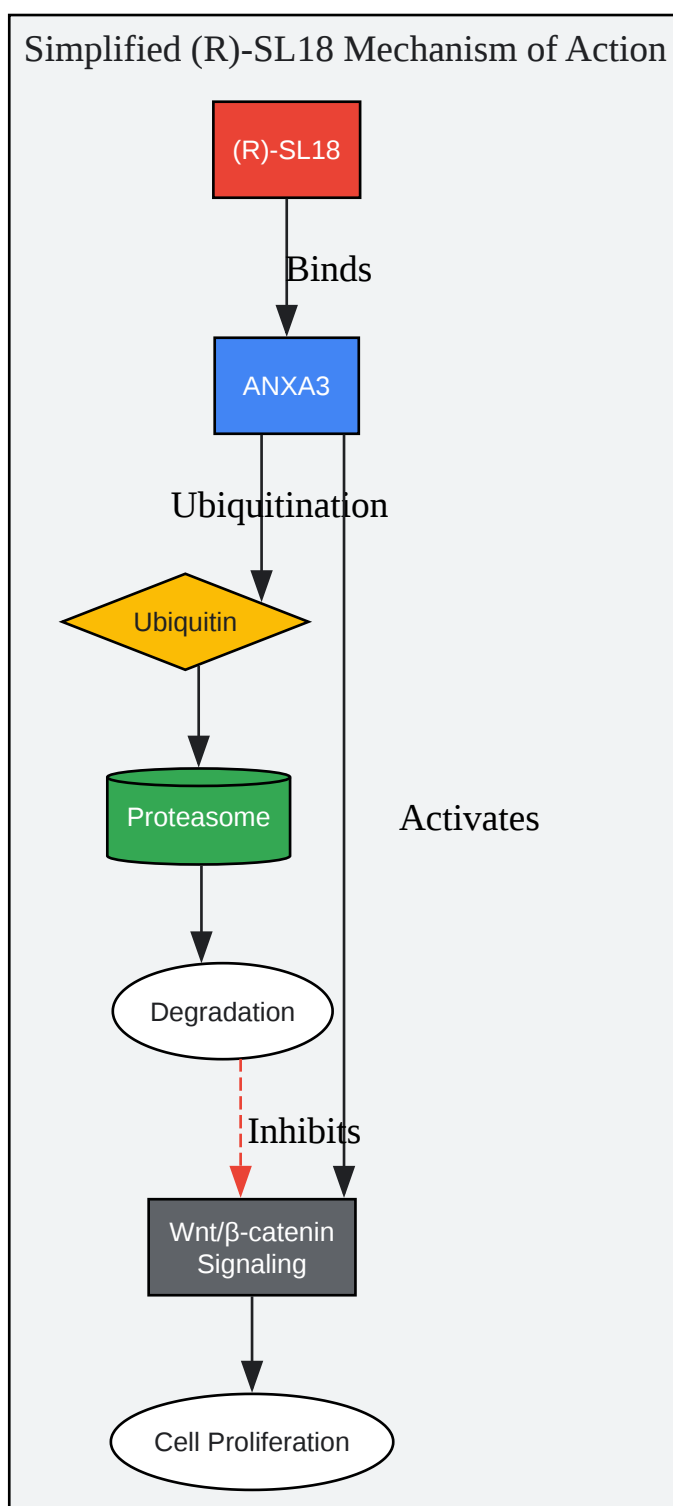 Simplified (R)-SL18 Mechanism of Action
(R)-SL18
Binds
ANXA3
Ubiquitination
Ubiquitin
Proteasome
Activates
Degradation
Inhibits
Wnt/β-catenin
Signaling
Cell Proliferation